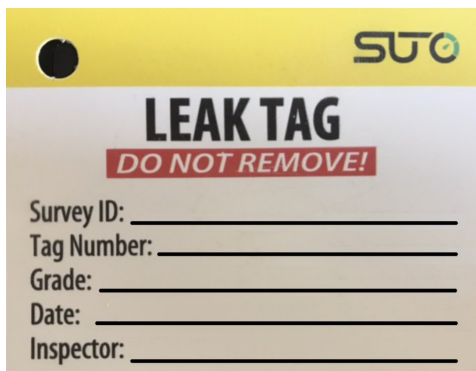 SUTO
LEAK TAG
DO NOT REMOVE!
Survey ID:
Tag Number:
Grade:
Date:
Inspector: